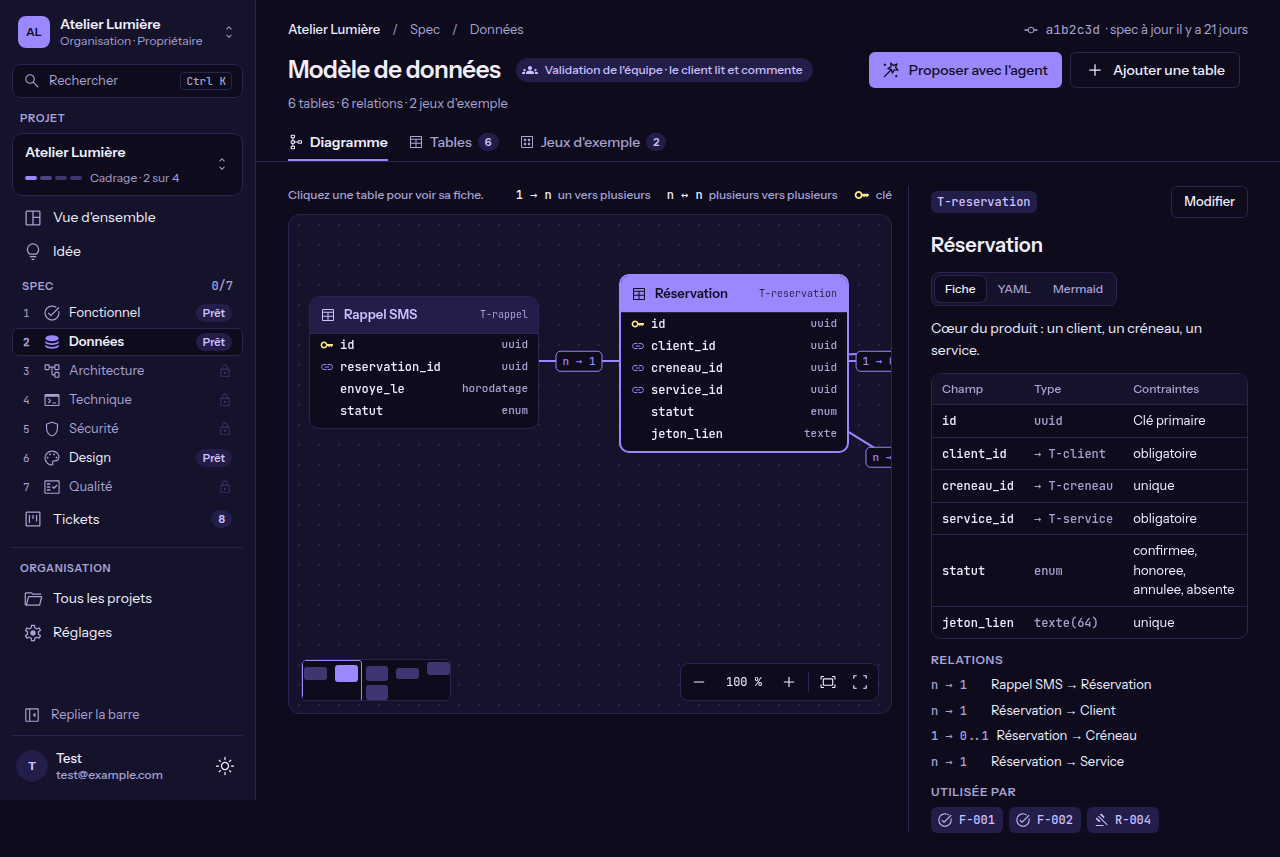 AL
Atelier Lumière
Organisation · Propriétaire
Rechercher
Ctrl K
PROJET
Atelier Lumière
Cadrage · 2 sur 4
Vue d'ensemble
Idée
SPEC 0/7
1 Fonctionnel Prêt
2 Données Prêt
3 Architecture
4 Technique
5 Sécurité
6 Design Prêt
7 Qualité
Tickets 8
ORGANISATION
Tous les projets
Réglages
Replier la barre
T
Test
test@example.com
Atelier Lumière / Spec / Données
a1b2c3d · spec à jour il y a 21 jours
Modèle de données
Validation de l'équipe · le client lit et commente
Proposer avec l'agent
Ajouter une table
6 tables · 6 relations · 2 jeux d'exemple
Diagramme
Tables 6
Jeux d'exemple 2
Cliquez une table pour voir sa fiche.
1 → n un vers plusieurs
n ↔ n plusieurs vers plusieurs
clé
Rappel SMS T-rappel
id uuid
reservation_id uuid
envoye_le horodatage
statut enum
n → 1
Réservation T-reservation
id uuid
client_id uuid
creneau_id uuid
service_id uuid
statut enum
jeton_lien texte
1 →
n →
100 %
T-reservation
Modifier
Réservation
Fiche YAML Mermaid
Cœur du produit : un client, un créneau, un
service.
Champ Type Contraintes
id uuid Clé primaire
client_id → T-client obligatoire
creneau_id → T-creneau unique
service_id → T-service obligatoire
statut enum confirmee,
honoree,
annulee, absente
jeton_lien texte(64) unique
RELATIONS
n → 1 Rappel SMS → Réservation
n → 1 Réservation → Client
1 → 0..1 Réservation → Créneau
n → 1 Réservation → Service
UTILISÉE PAR
F-001
F-002
R-004